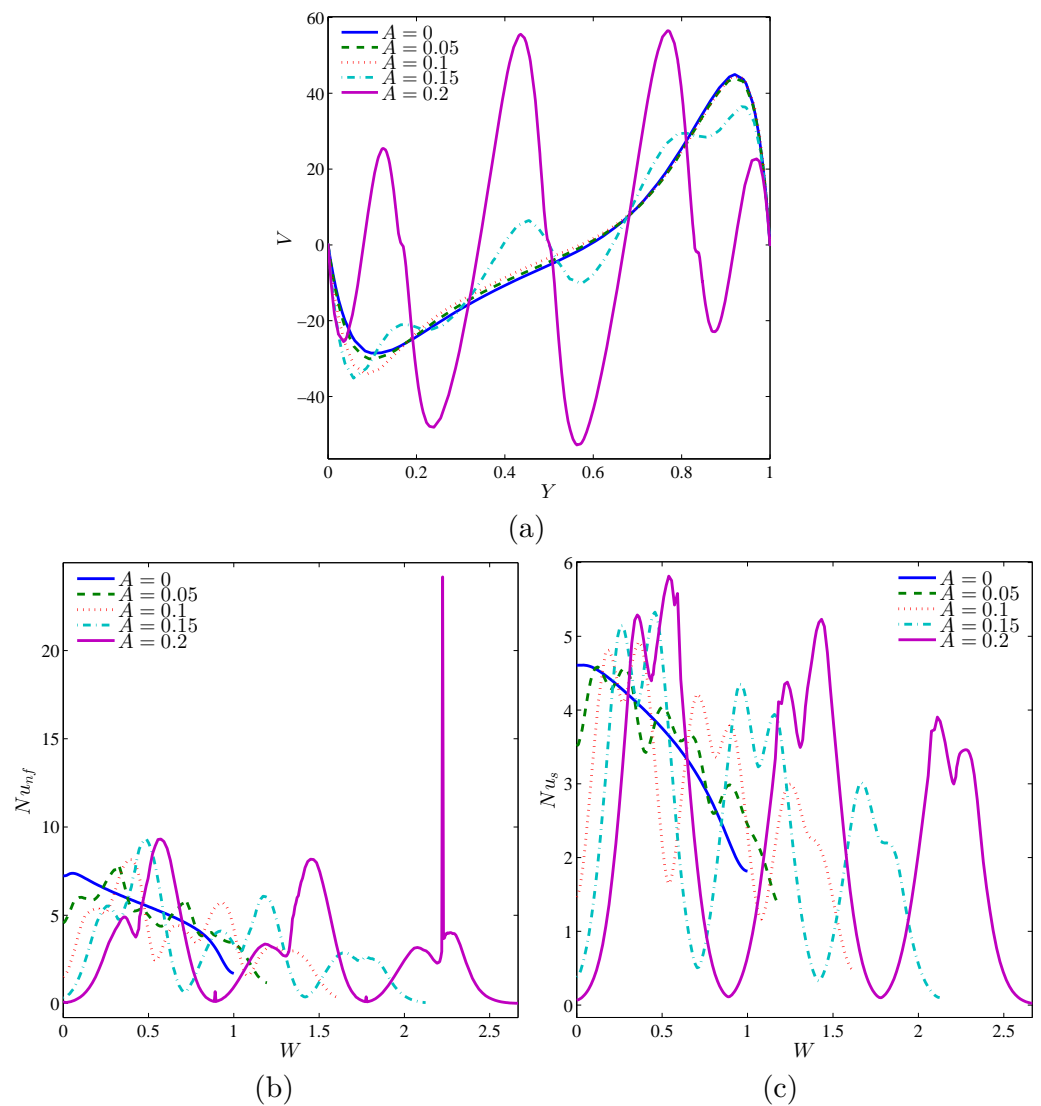 60
40
20
0
−20
−40
V
A = 0
A = 0.05
A = 0.1
A = 0.15
A = 0.2
0 0.2 0.4 0.6 0.8 1
Y
(a)
20
15
10
5
0
Nu_{nf}
A = 0
A = 0.05
A = 0.1
A = 0.15
A = 0.2
0 0.5 1 1.5 2 2.5
W
(b)
6
5
4
3
2
1
0
Nu_s
A = 0
A = 0.05
A = 0.1
A = 0.15
A = 0.2
0 0.5 1 1.5 2 2.5
W
(c)